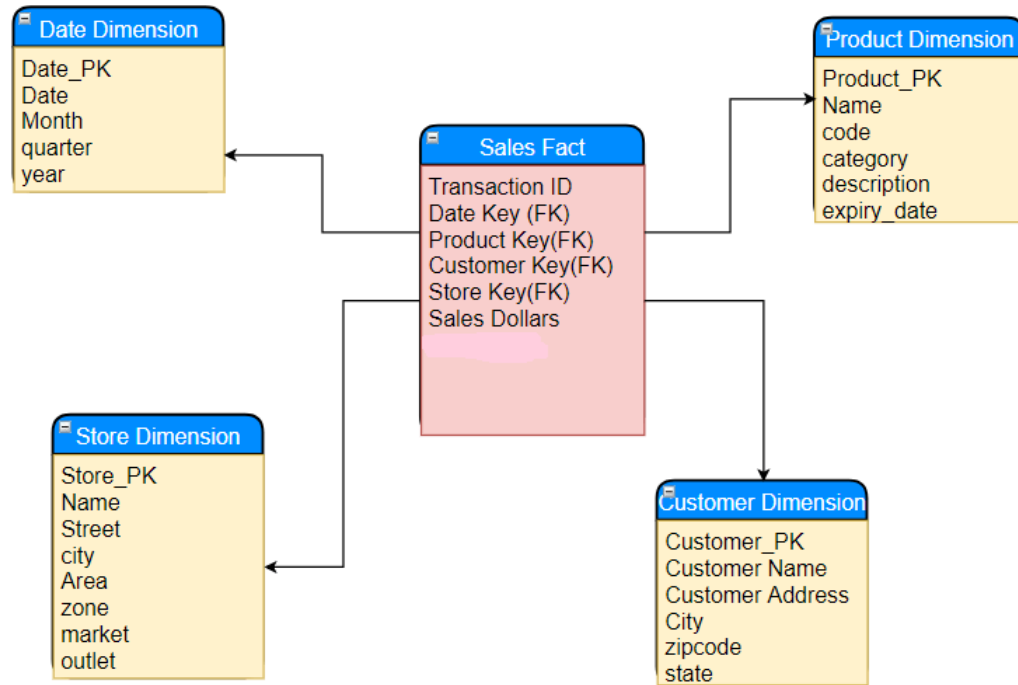 Date Dimension
Date_PK
Date
Month
quarter
year
Product Dimension
Product_PK
Name
code
category
description
expiry_date
Sales Fact
Transaction ID
Date Key (FK)
Product Key(FK)
Customer Key(FK)
Store Key(FK)
Sales Dollars
Store Dimension
Store_PK
Name
Street
city
Area
zone
market
outlet
Customer Dimension
Customer_PK
Customer Name
Customer Address
City
zipcode
state